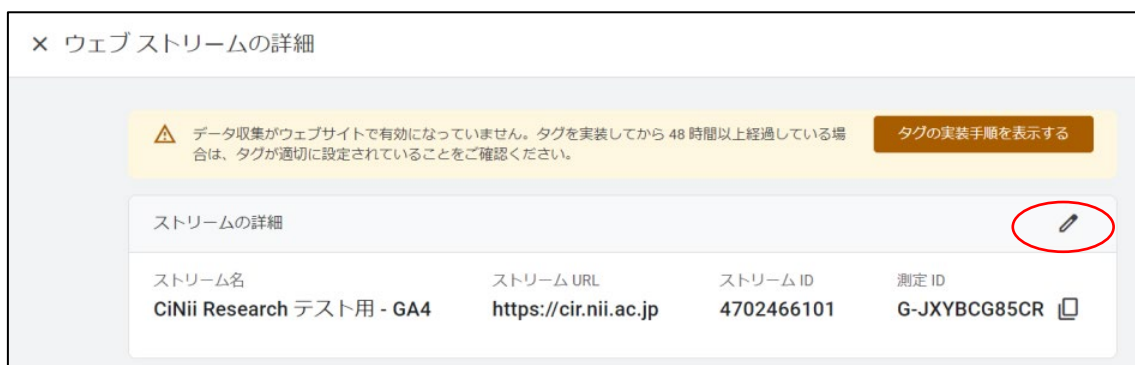 × ウェブ ストリームの詳細
データ収集がウェブサイトで有効になっていません。タグを実装してから 48 時間以上経過している場
合は、タグが適切に設定されていることをご確認ください。
タグの実装手順を表示する
ストリームの詳細
ストリーム名 ストリーム URL ストリーム ID 測定 ID
CiNii Research テスト用 - GA4 https://cir.nii.ac.jp 4702466101 G-JXYBCG85CR